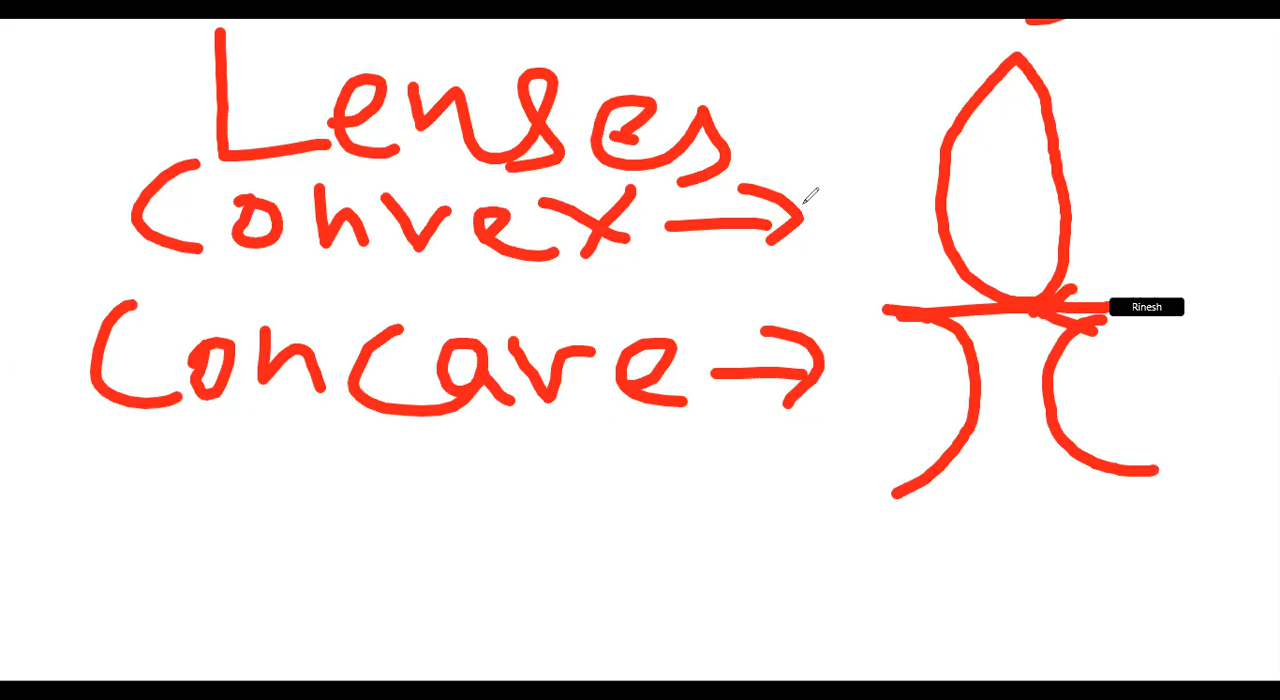 Lenses
Convex →
Concave →
Rinesh